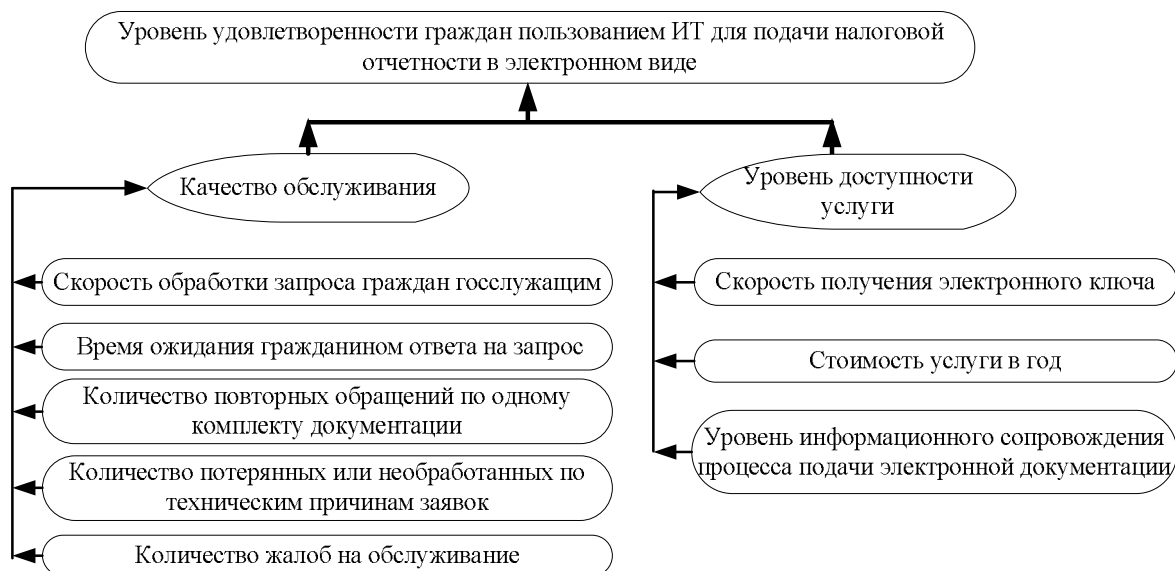 Уровень удовлетворенности граждан пользованием ИТ для подачи налоговой
отчетности в электронном виде
Качество обслуживания
Скорость обработки запроса граждан госслужащим
Время ожидания гражданином ответа на запрос
Количество повторных обращений по одному
комплекту документации
Количество потерянных или необработанных по
техническим причинам заявок
Количество жалоб на обслуживание
Уровень доступности
услуги
Скорость получения электронного ключа
Стоимость услуги в год
Уровень информационного сопровождения
процесса подачи электронной документации